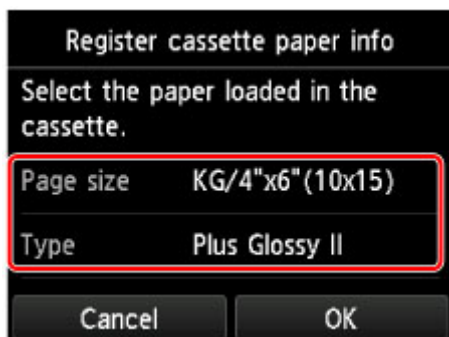 Register cassette paper info
Select the paper loaded in the
cassette.
Page size KG/4"x6"(10x15)
Type Plus Glossy II
Cancel OK